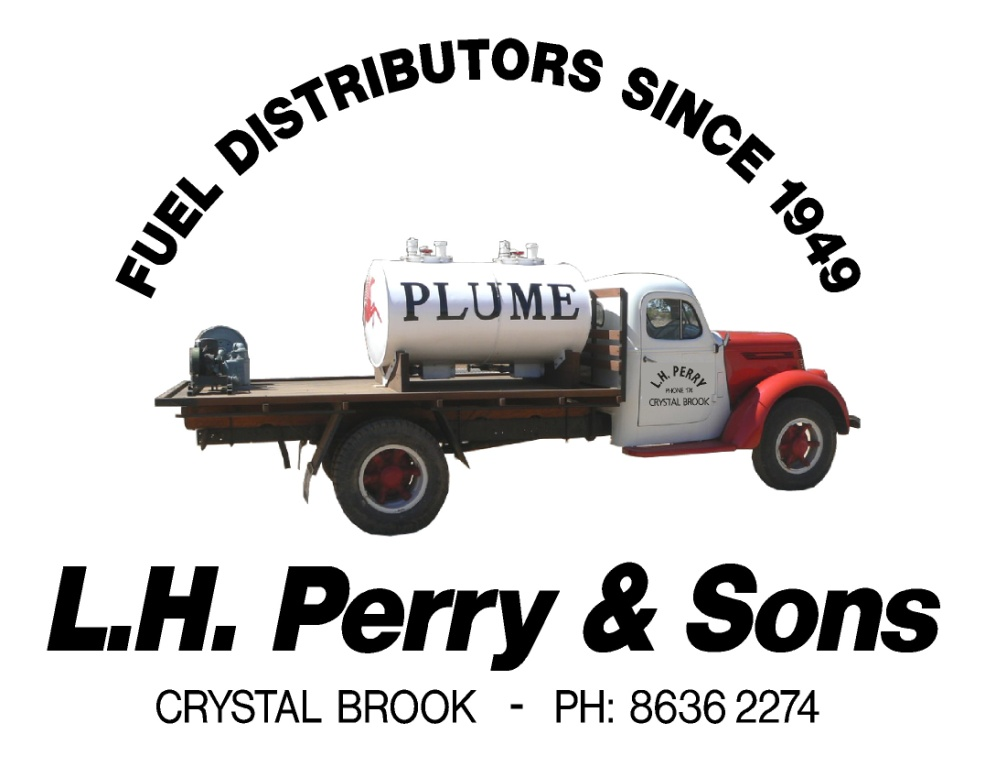 FUEL DISTRIBUTORS SINCE 1949
PLUME
L.H. PERRY
CRYSTAL BROOK
L.H. Perry & Sons
CRYSTAL BROOK - PH: 8636 2274